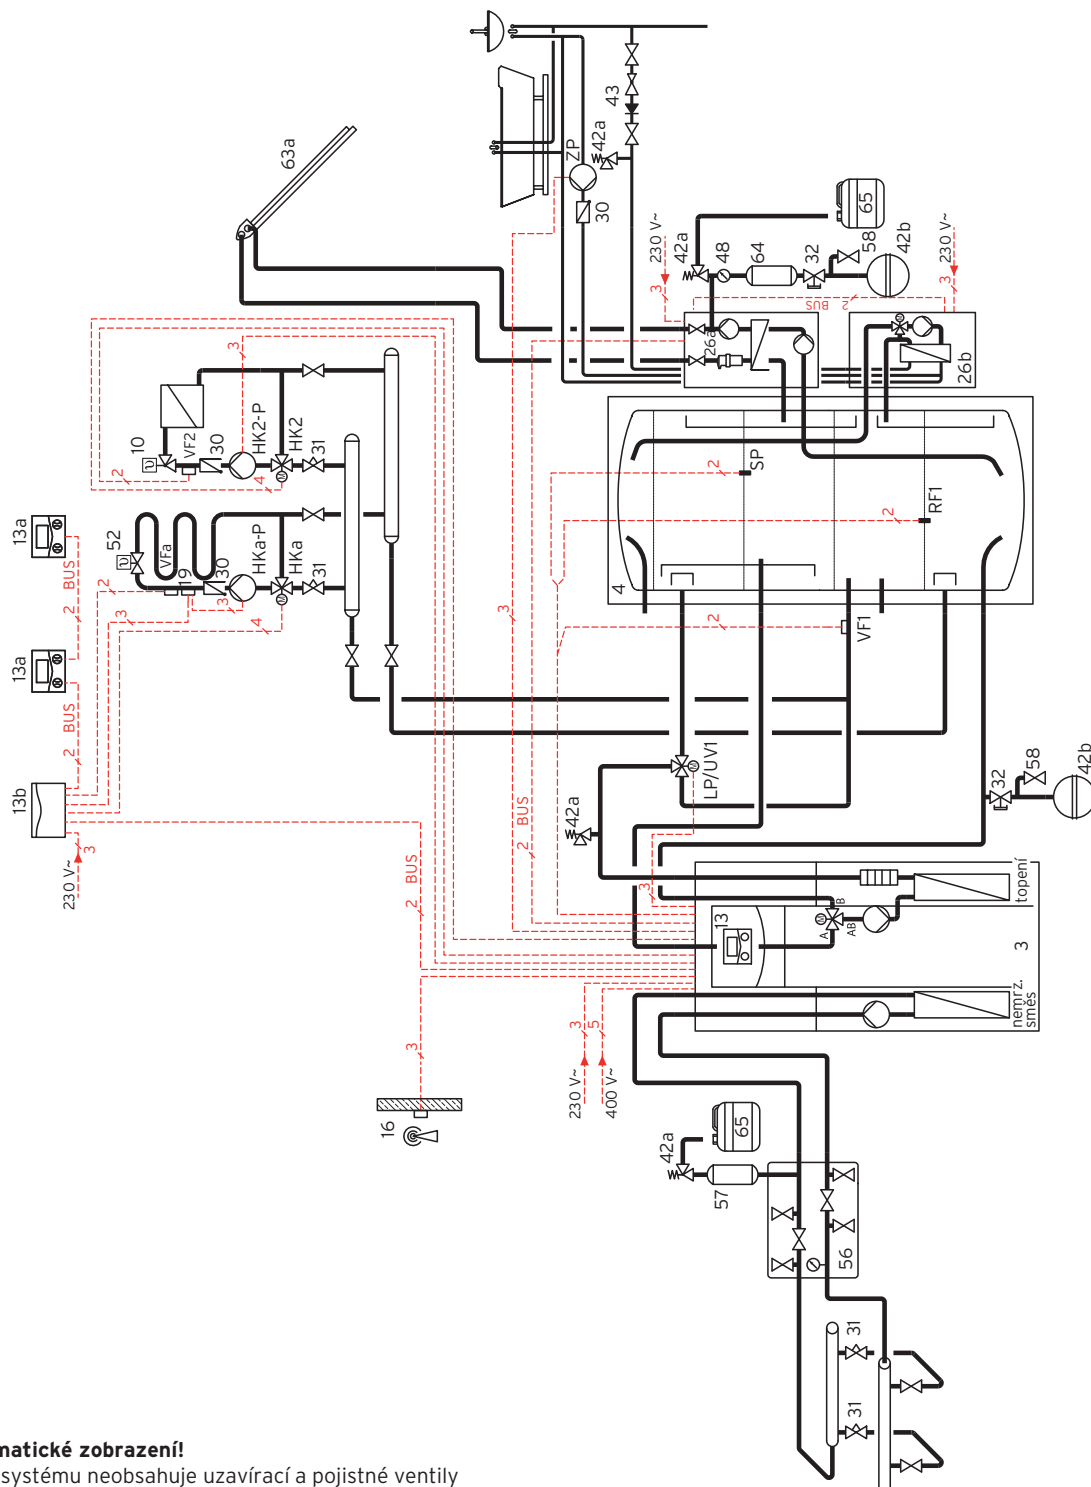 63a
ZP
30
42a
43
42a
48
64
32
58
42b
65
230 V~
3
BUS
2
230 V~
3
26a
26b
10
VF2
30
HK2-P
HK2
31
2
3
4
13a
52
VFa
19
30
HKa-P
HKa
31
2
BUS
2
3
3
4
13a
2
BUS
13b
3
230 V~
4
SP
2
RF1
2
VF1
2
3
2
BUS
LP/UV1
42a
3
32
58
42b
2
BUS
13
A
B
AB
M
topení
3
nemrz.
směs
3
16
3
5
230 V~
400 V~
42a
57
65
56
31
31
matické zobrazení!
systému neobsahuje uzavírací a pojistné ventily